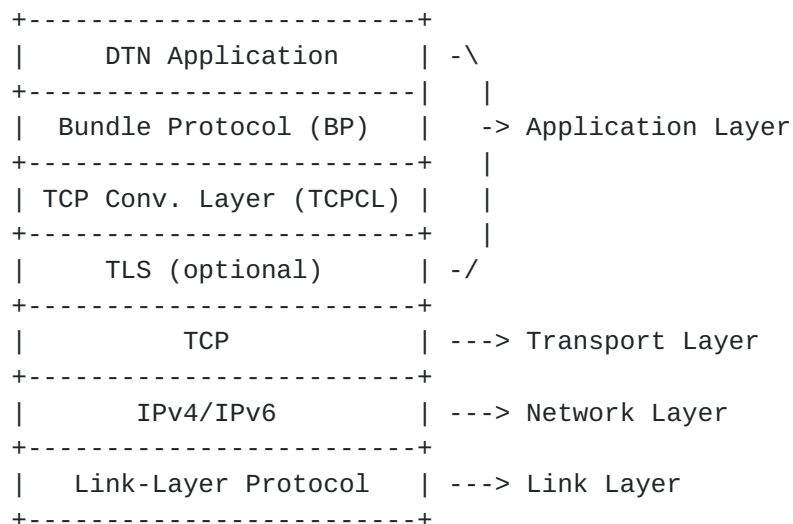 +-------------------------+
|     DTN Application     | -\
+-------------------------|   |
|  Bundle Protocol (BP)   |   -> Application Layer
+-------------------------+   |
| TCP Conv. Layer (TCPCL) |   |
+-------------------------+   |
|     TLS (optional)      | -/
+-------------------------+
|          TCP            | ---> Transport Layer
+-------------------------+
|       IPv4/IPv6         | ---> Network Layer
+-------------------------+
|   Link-Layer Protocol   | ---> Link Layer
+-------------------------+